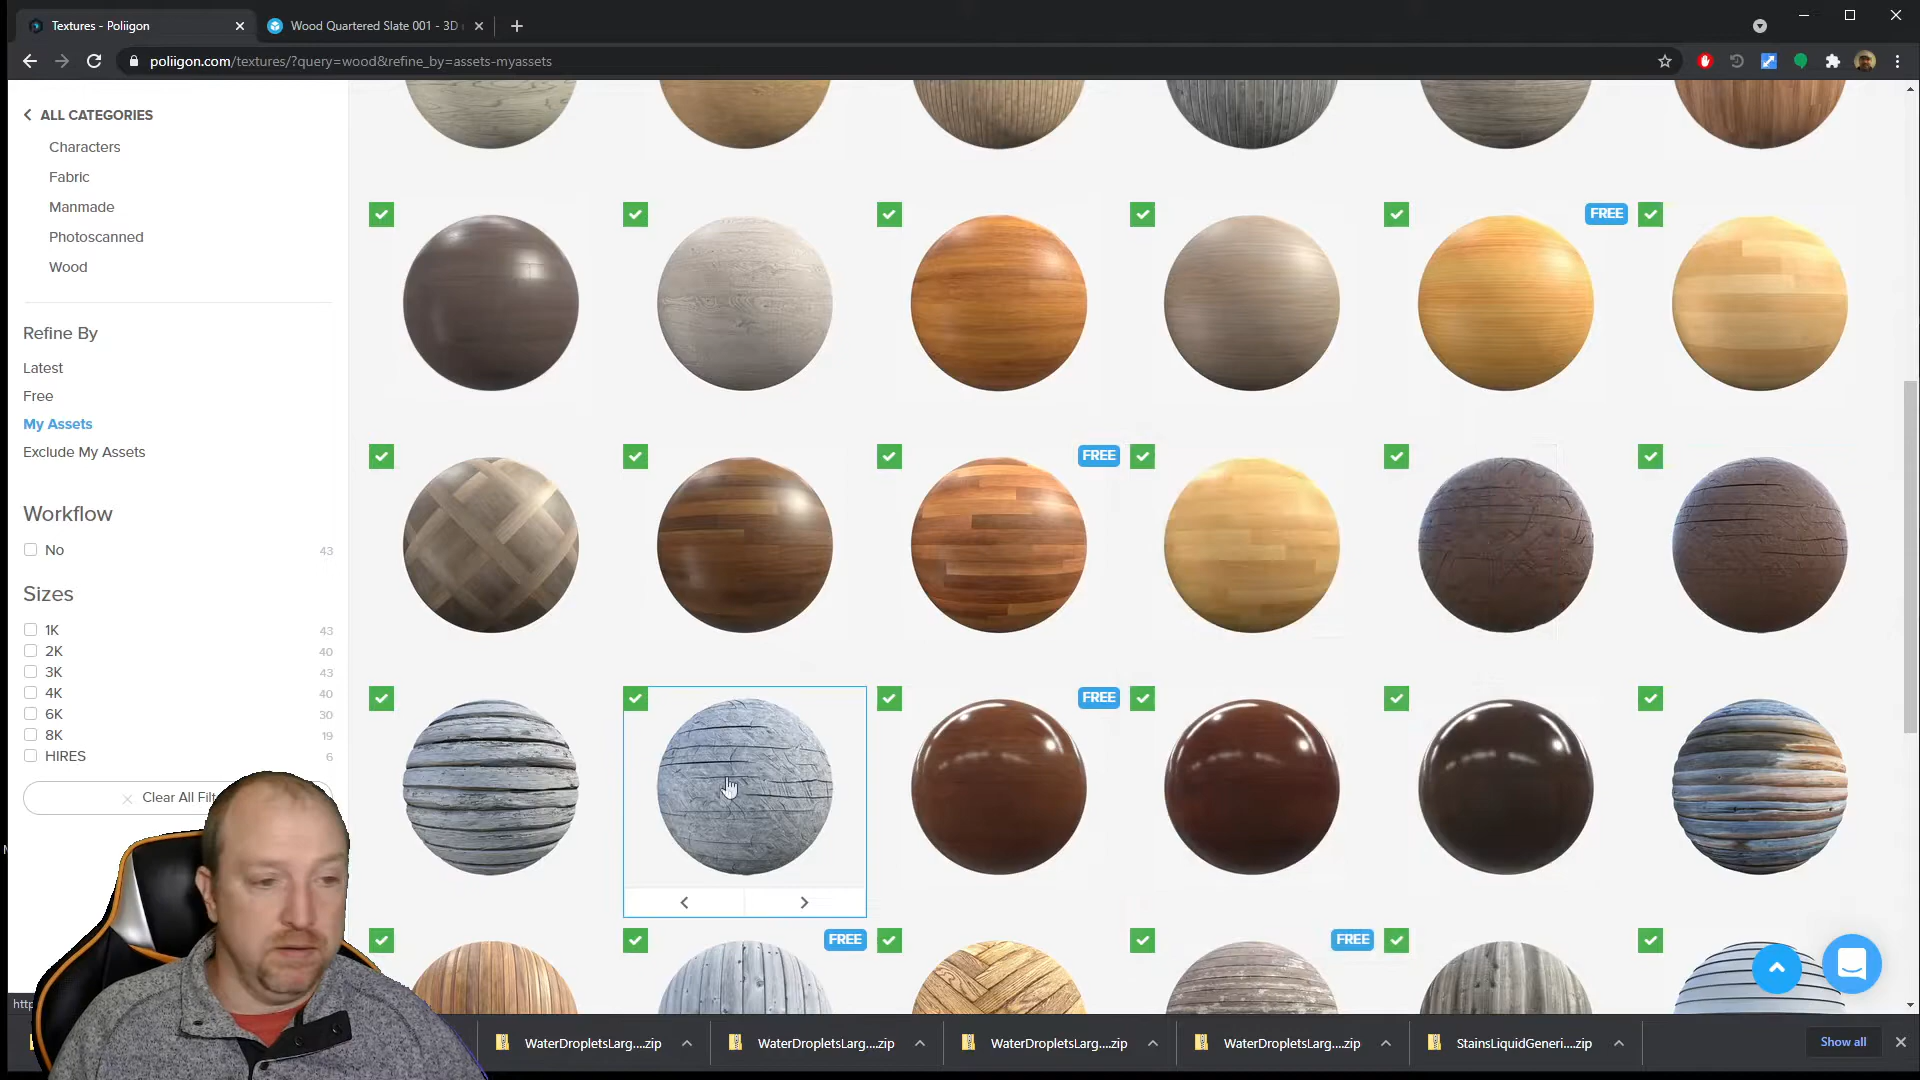 Textures - Poliigon
Wood Quartered Slate 001 - 3D
poliigon.com/textures/?query=wood&refine_by=assets-myassets
ALL CATEGORIES
Characters
Fabric
Manmade
Photoscanned
Wood
Refine By
Latest
Free
My Assets
Exclude My Assets
Workflow
No 43
Sizes
1K 43
2K 40
3K 43
4K 40
6K 30
8K 19
HIRES 6
Clear All Filt
FREE
FREE
FREE
FREE
FREE
WaterDropletsLarg....zip
WaterDropletsLarg....zip
WaterDropletsLarg....zip
WaterDropletsLarg....zip
StainsLiquidGeneri....zip
Show all